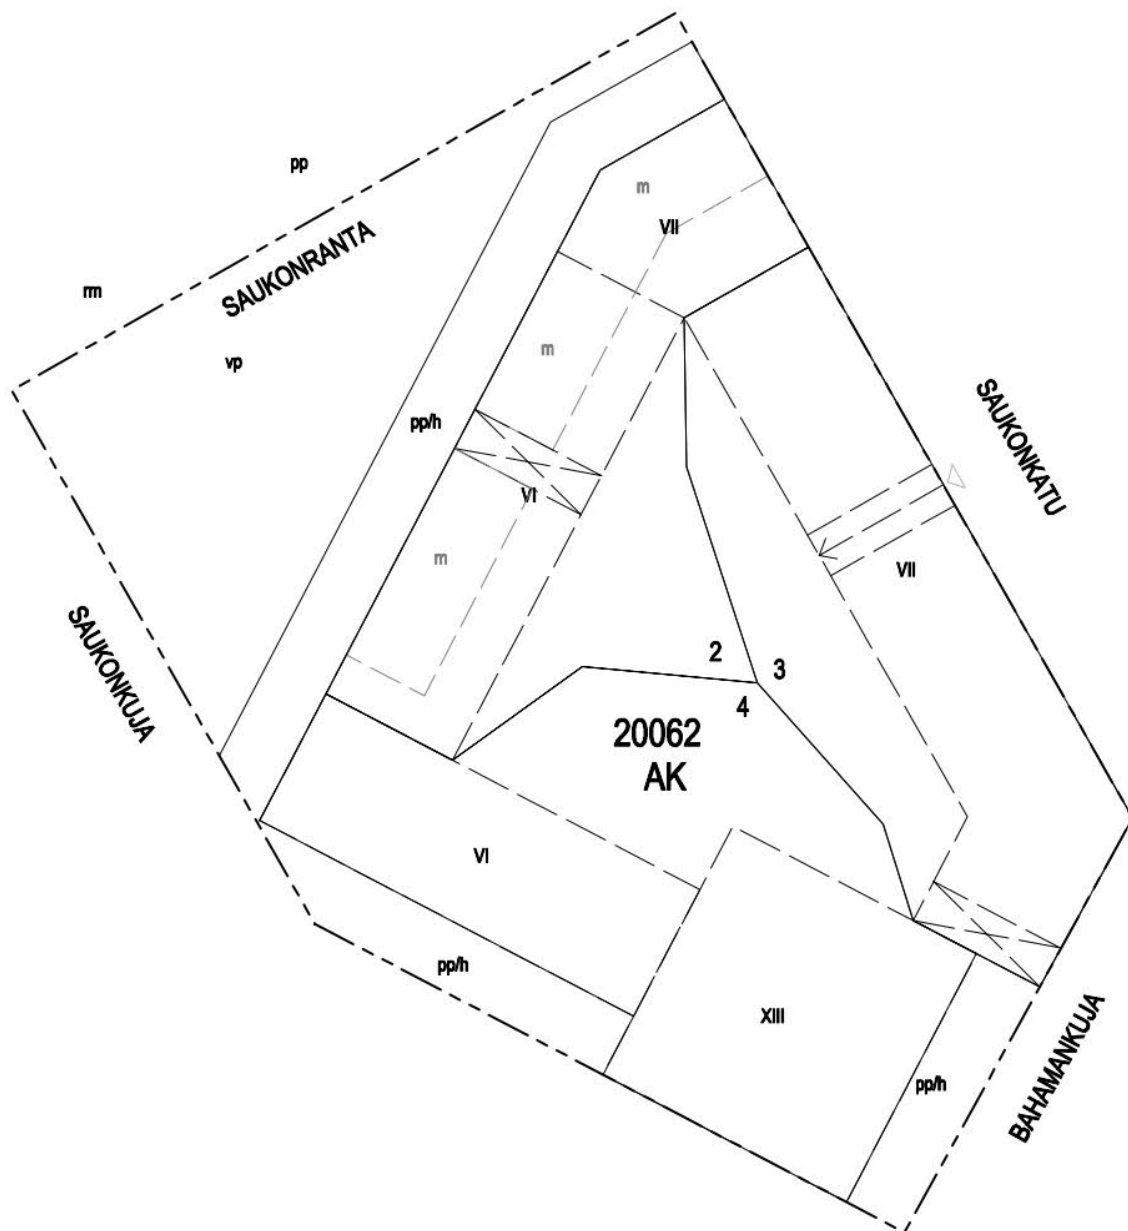 pp
m
VII
SAUKONRANTA
rm
m
vp
SAUKONKATU
pp/h
VI
m
VII
SAUKONKUJA
2
3
4
20062
AK
VI
pp/h
XIII
BAHAMANKUJA
pp/h